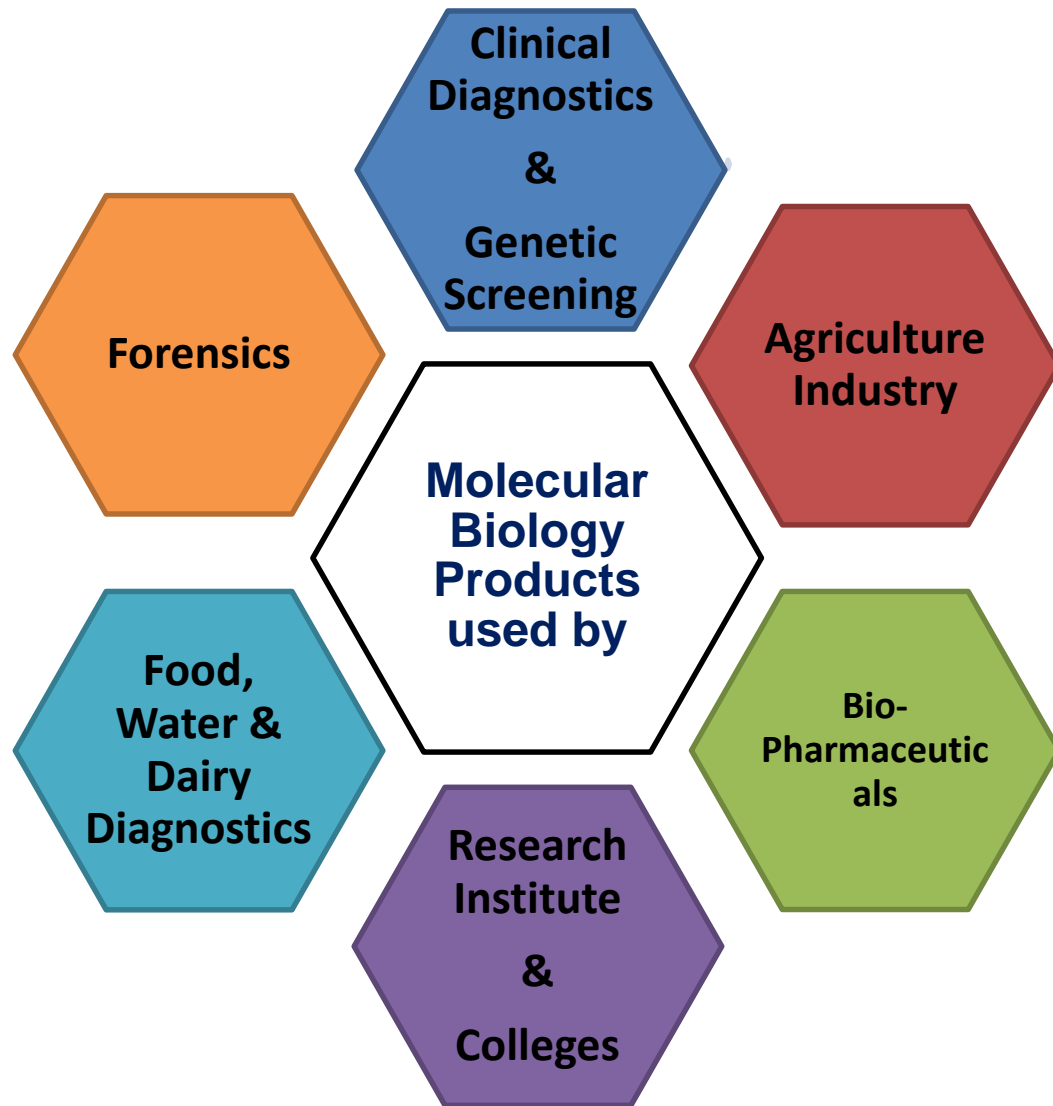 Clinical
Diagnostics
&
Genetic
Screening
Forensics
Agriculture
Industry
Molecular
Biology
Products
used by
Food,
Water &
Dairy
Diagnostics
Bio-
Pharmaceutic
als
Research
Institute
&
Colleges